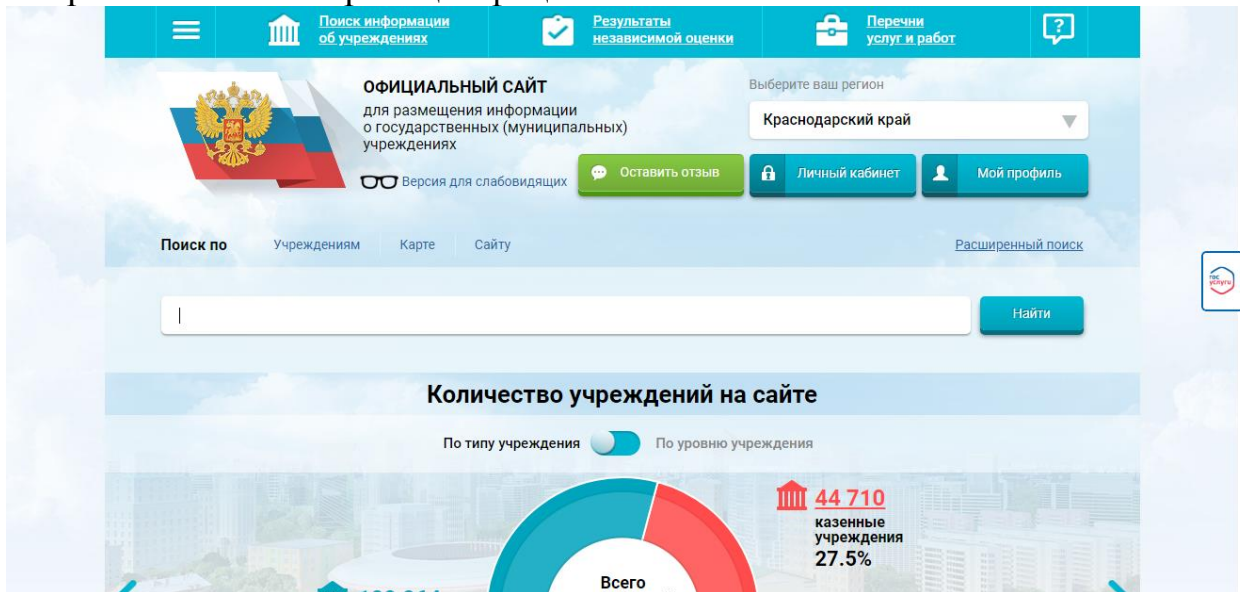 Поиск информации
об учреждениях
Результаты
независимой оценки
Перечни
услуг и работ
?
ОФИЦИАЛЬНЫЙ САЙТ
для размещения информации
о государственных (муниципальных)
учреждениях
Версия для слабовидящих
Выберите ваш регион
Краснодарский край
Оставить отзыв
Личный кабинет
Мой профиль
Поиск по
Учреждениям
Карте
Сайту
Расширенный поиск
гос
услуги
Найти
Количество учреждений на сайте
По типу учреждения
По уровню учреждения
44 710
казенные
учреждения
27.5%
Всего